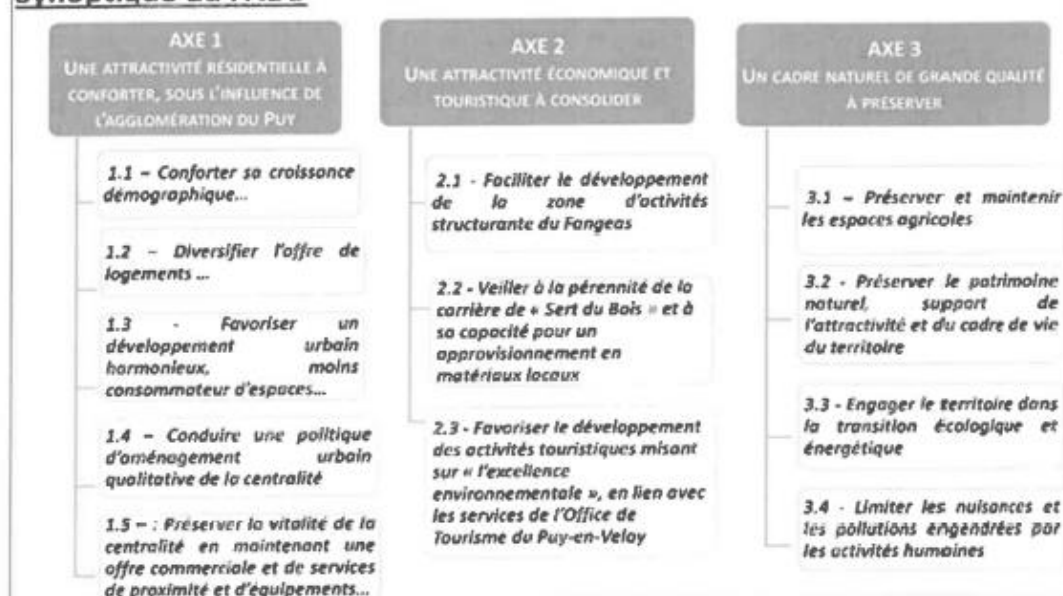 AXE 1
UNE ATTRACTIVITÉ RÉSIDENTIELLE À
CONFORTER, SOUS L'INFLUENCE DE
L'AGGLOMÉRATION DU PUY
1.1 – Conforter sa croissance
démographique...
1.2 – Diversifier l'offre de
logements ...
1.3 - Favoriser un
développement urbain
harmonieux, moins
consommateur d'espaces...
1.4 – Conduire une politique
d'aménagement urbain
qualitative de la centralité
1.5 – : Préserver la vitalité de la
centralité en maintenant une
offre commerciale et de services
de proximité et d'équipements...
AXE 2
UNE ATTRACTIVITÉ ÉCONOMIQUE ET
TOURISTIQUE À CONSOLIDER
2.1 - Faciliter le développement
de la zone d'activités
structurante du Fangeas
2.2 - Veiller à la pérennité de la
carrière de « Sert du Bois » et à
sa capacité pour un
approvisionnement en
matériaux locaux
2.3 - Favoriser le développement
des activités touristiques misant
sur « l'excellence
environnementale », en lien avec
les services de l'Office de
Tourisme du Puy-en-Velay
AXE 3
UN CADRE NATUREL DE GRANDE QUALITÉ
À PRÉSERVER
3.1 – Préserver et maintenir
les espaces agricoles
3.2 - Préserver le patrimoine
naturel, support de
l'attractivité et du cadre de vie
du territoire
3.3 - Engager le territoire dans
la transition écologique et
énergétique
3.4 - Limiter les nuisances et
les pollutions engendrées par
les activités humaines